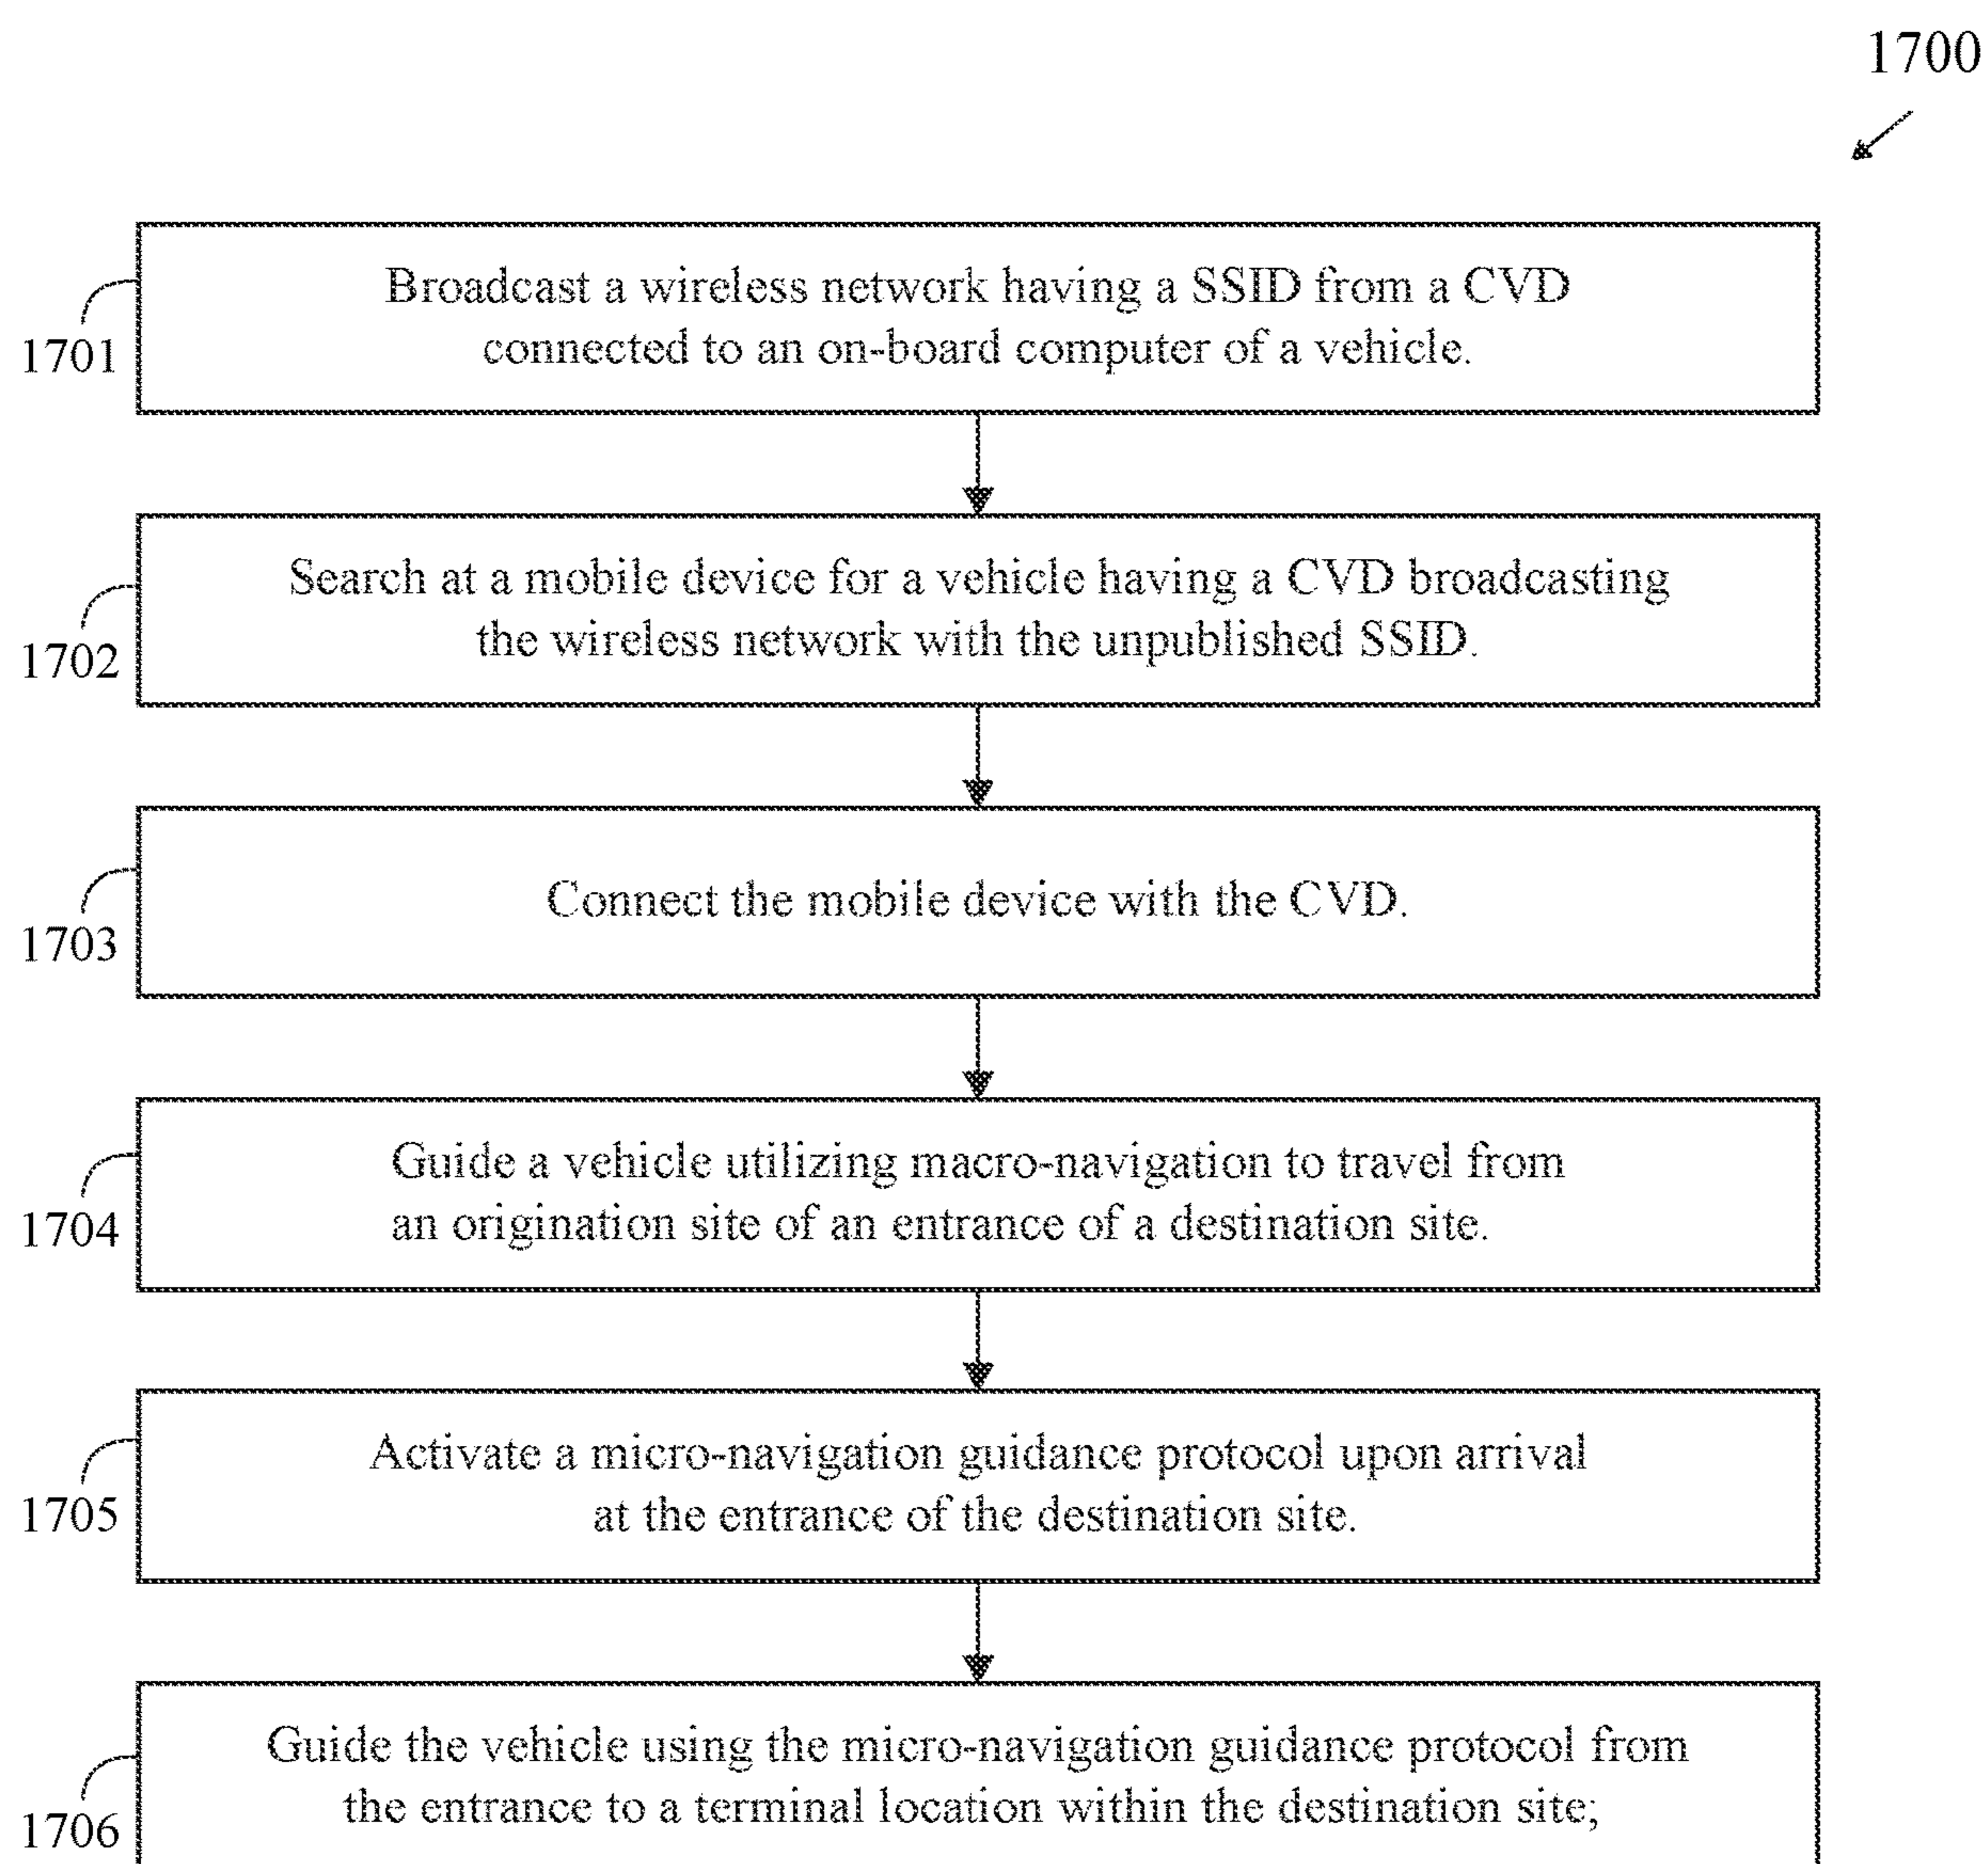 1700
Broadcast a wireless network having a SSID from a CVD
connected to an on-board computer of a vehicle.
1701
Search at a mobile device for a vehicle having a CVD broadcasting
the wireless network with the unpublished SSID.
1702
Connect the mobile device with the CVD.
1703
Guide a vehicle utilizing macro-navigation to travel from
an origination site of an entrance of a destination site.
1704
Activate a micro-navigation guidance protocol upon arrival
at the entrance of the destination site.
1705
Guide the vehicle using the micro-navigation guidance protocol from
the entrance to a terminal location within the destination site;
1706